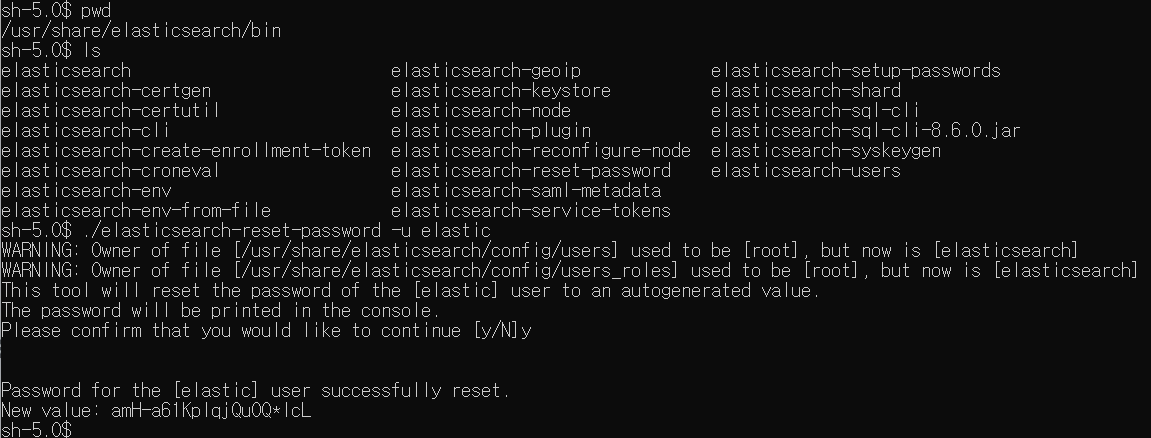 sh-5.0$ pwd
/usr/share/elasticsearch/bin
sh-5.0$ ls
elasticsearch elasticsearch-geoip elasticsearch-setup-passwords
elasticsearch-certgen elasticsearch-keystore elasticsearch-shard
elasticsearch-certutil elasticsearch-node elasticsearch-sql-cli
elasticsearch-cli elasticsearch-plugin elasticsearch-sql-cli-8.6.0.jar
elasticsearch-create-enrollment-token elasticsearch-reconfigure-node elasticsearch-syskeygen
elasticsearch-croneval elasticsearch-reset-password elasticsearch-users
elasticsearch-env elasticsearch-saml-metadata
elasticsearch-env-from-file elasticsearch-service-tokens
sh-5.0$ ./elasticsearch-reset-password -u elastic
WARNING: Owner of file [/usr/share/elasticsearch/config/users] used to be [root], but now is [elasticsearch]
WARNING: Owner of file [/usr/share/elasticsearch/config/users_roles] used to be [root], but now is [elasticsearch]
This tool will reset the password of the [elastic] user to an autogenerated value.
The password will be printed in the console.
Please confirm that you would like to continue [y/N]y
Password for the [elastic] user successfully reset.
New value: amH-a61KpIqjQuOQ*IcL
sh-5.0$